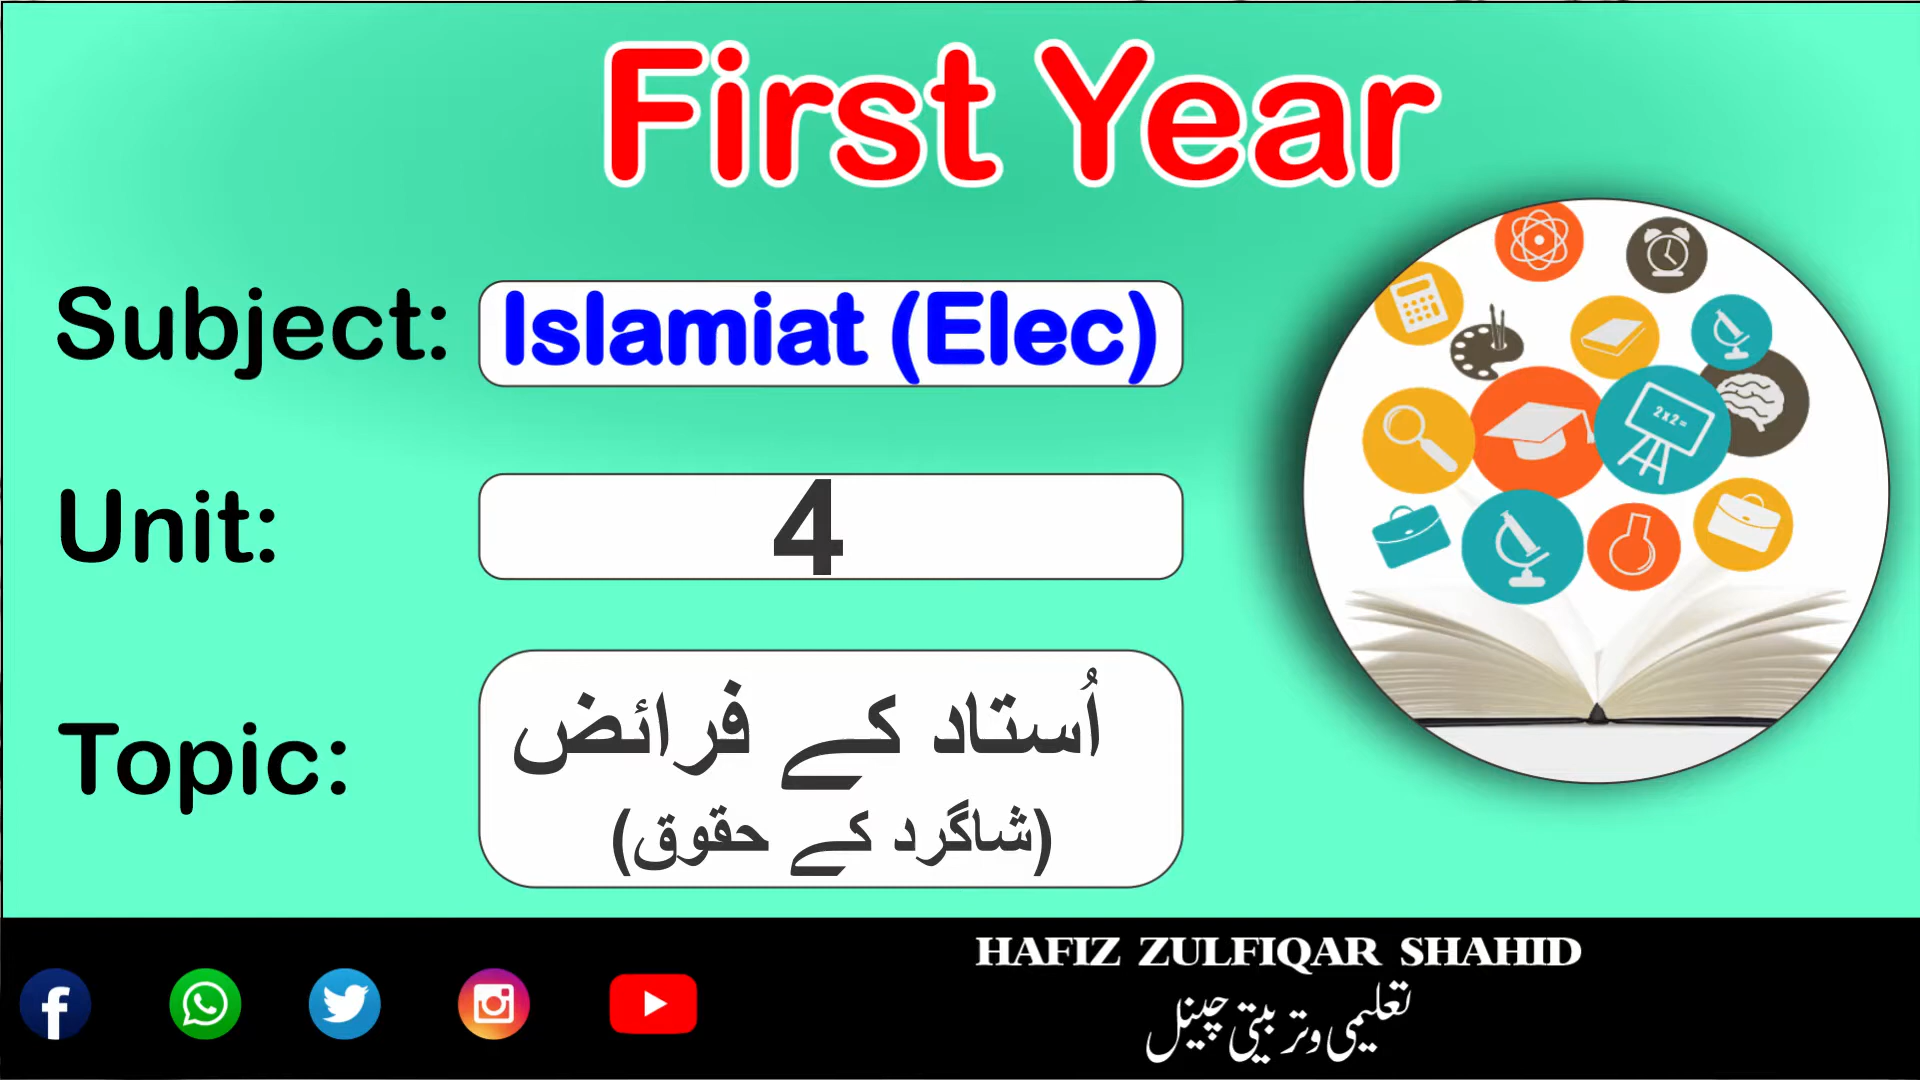 First Year
Subject: Islamiat (Elec)
Unit: 4
Topic: اُستاد کے فرائض
(شاگرد کے حقوق)
2x2=
HAFIZ ZULFIQAR SHAHID
تعلیمی و تربیتی چینل